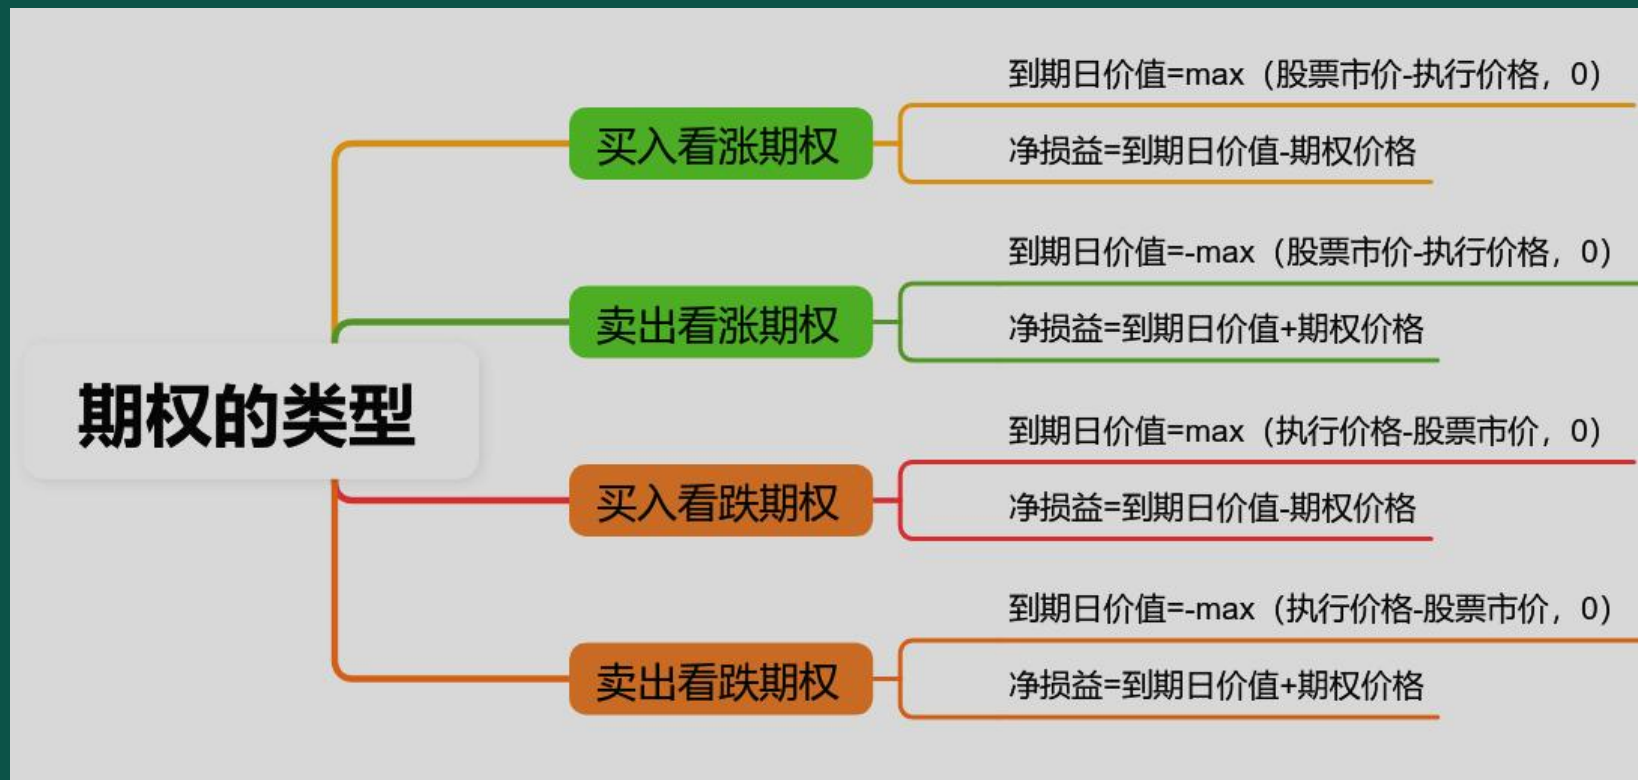 期权的类型
买入看涨期权
到期日价值=max（股票市价-执行价格，0）
净损益=到期日价值-期权价格
卖出看涨期权
到期日价值=-max（股票市价-执行价格，0）
净损益=到期日价值+期权价格
买入看跌期权
到期日价值=max（执行价格-股票市价，0）
净损益=到期日价值-期权价格
卖出看跌期权
到期日价值=-max（执行价格-股票市价，0）
净损益=到期日价值+期权价格